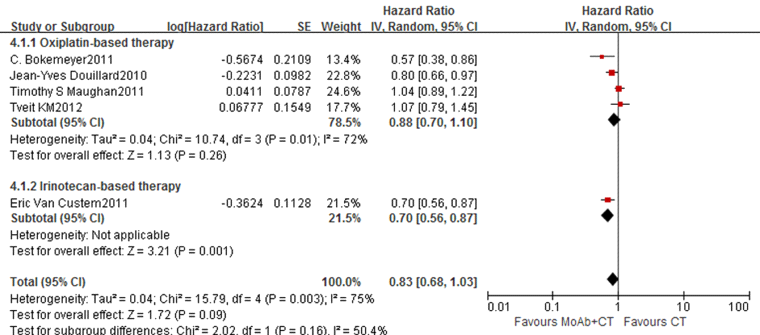 Hazard Ratio Hazard Ratio
Study or Subgroup log[Hazard Ratio] SE Weight IV, Random, 95% CI IV, Random, 95% CI
4.1.1 Oxiplatin-based therapy
C. Bokemeyer2011 -0.5674 0.2109 13.4% 0.57 [0.38, 0.86]
Jean-Yves Douillard2010 -0.2231 0.0982 22.8% 0.80 [0.66, 0.97]
Timothy S Maughan2011 0.0411 0.0787 24.6% 1.04 [0.89, 1.22]
Tveit KM2012 0.06777 0.1549 17.7% 1.07 [0.79, 1.45]
Subtotal (95% CI) 78.5% 0.88 [0.70, 1.10]
Heterogeneity: Tau² = 0.04; Chi² = 10.74, df = 3 (P = 0.01); I² = 72%
Test for overall effect: Z = 1.13 (P = 0.26)
4.1.2 Irinotecan-based therapy
Eric Van Custem2011 -0.3624 0.1128 21.5% 0.70 [0.56, 0.87]
Subtotal (95% CI) 21.5% 0.70 [0.56, 0.87]
Heterogeneity: Not applicable
Test for overall effect: Z = 3.21 (P = 0.001)
Total (95% CI) 100.0% 0.83 [0.68, 1.03]
Heterogeneity: Tau² = 0.04; Chi² = 15.79, df = 4 (P = 0.003); I² = 75%
Test for overall effect: Z = 1.72 (P = 0.09)
Test for subgroup differences: Chi² = 2.02, df = 1 (P = 0.16), I² = 50.4%
0.01 0.1 1 10 100
Favours MoAb+CT Favours CT